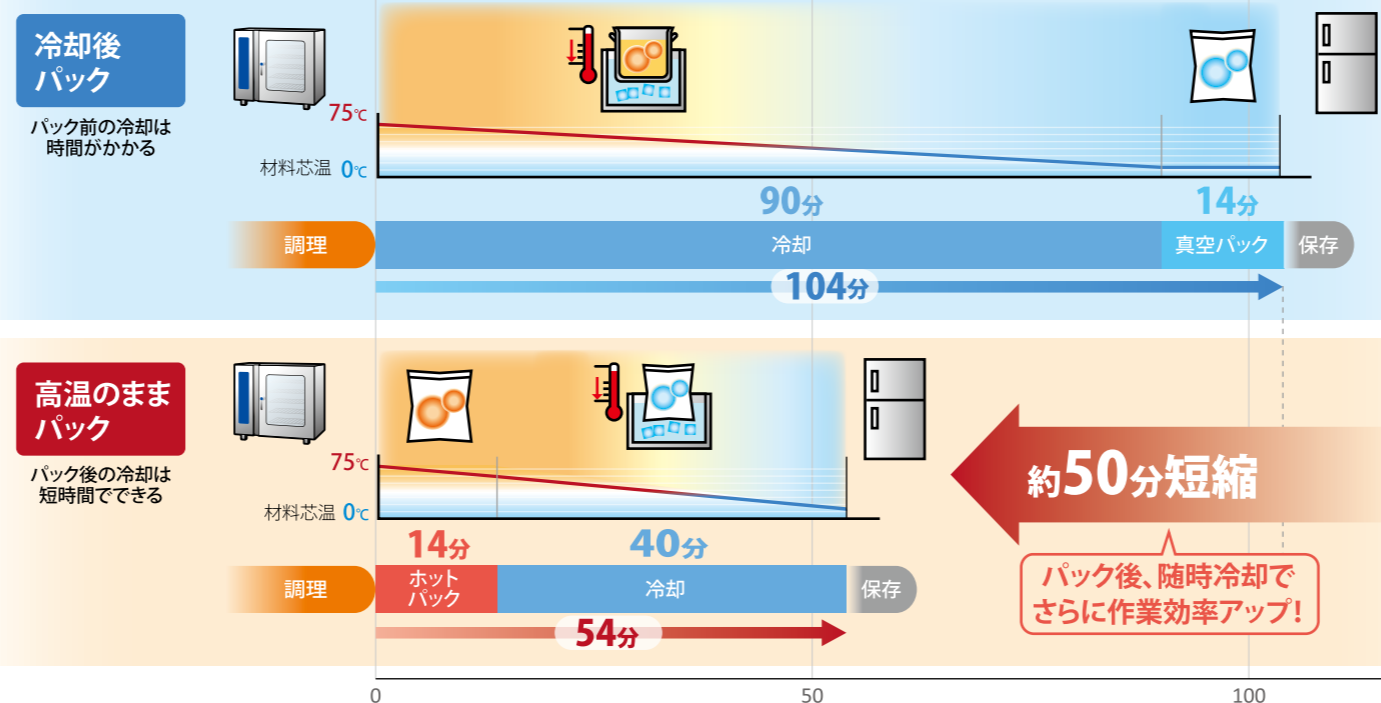 冷却後
パック
パック前の冷却は
時間がかかる
75℃
材料芯温 0℃
90分
14分
調理
冷却
真空パック
保存
104分
高温のまま
パック
パック後の冷却は
短時間でできる
75℃
材料芯温 0℃
14分
40分
調理
ホット
パック
冷却
保存
54分
約50分短縮
パック後、随時冷却で
さらに作業効率アップ!
0
50
100